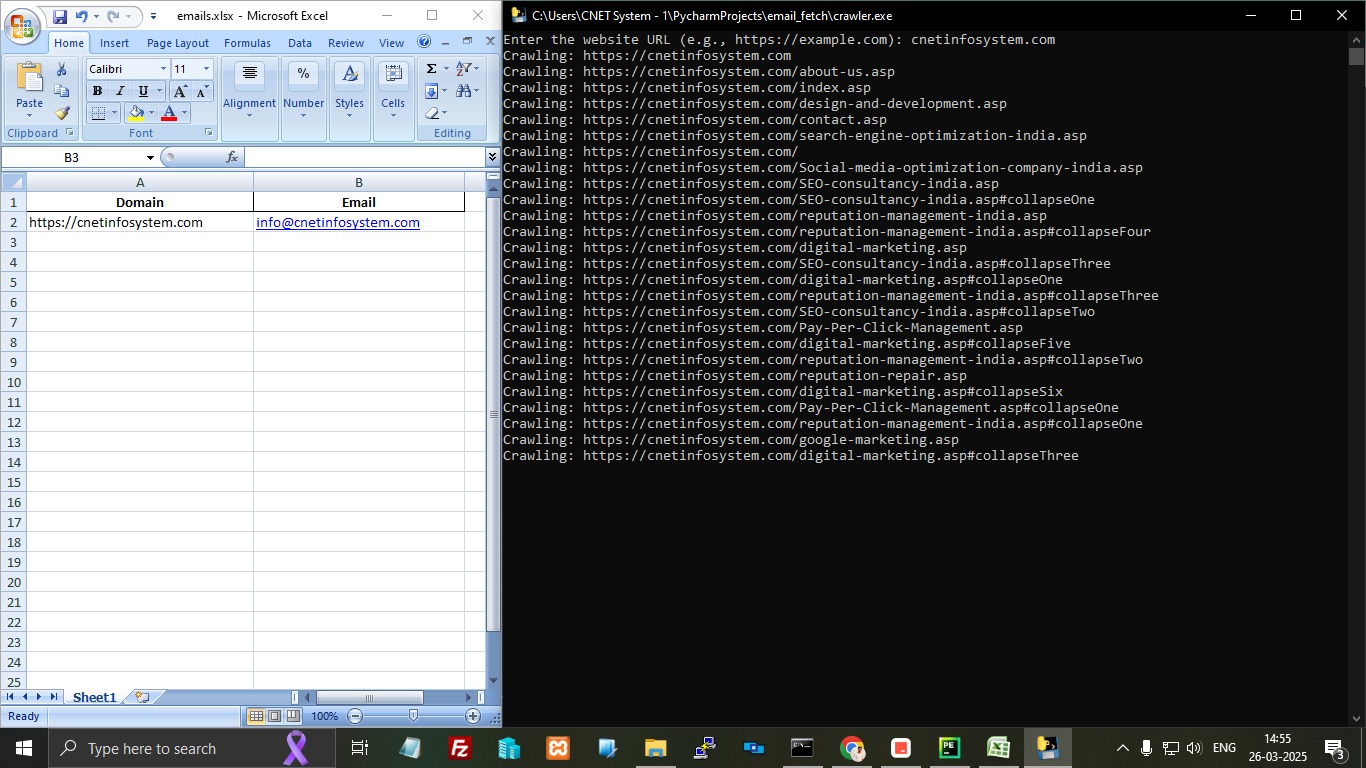 emails.xlsx - Microsoft Excel
Home Insert Page Layout Formulas Data Review View
Paste
Calibri 11
B I U A A
A
% A
Alignment Number Styles Cells
Σ
Clipboard Font Editing
B3 fx
A B
1 Domain Email
2 https://cnetinfosystem.com info@cnetinfosystem.com
3
4
5
6
7
8
9
10
11
12
13
14
15
16
17
18
19
20
21
22
23
24
25
Sheet1
Ready 100%
C:\Users\CNET System - 1\PycharmProjects\email_fetch\crawler.exe
Enter the website URL (e.g., https://example.com): cnetinfosystem.com
Crawling: https://cnetinfosystem.com
Crawling: https://cnetinfosystem.com/about-us.asp
Crawling: https://cnetinfosystem.com/index.asp
Crawling: https://cnetinfosystem.com/design-and-development.asp
Crawling: https://cnetinfosystem.com/contact.asp
Crawling: https://cnetinfosystem.com/search-engine-optimization-india.asp
Crawling: https://cnetinfosystem.com/
Crawling: https://cnetinfosystem.com/Social-media-optimization-company-india.asp
Crawling: https://cnetinfosystem.com/SEO-consultancy-india.asp
Crawling: https://cnetinfosystem.com/SEO-consultancy-india.asp#collapseOne
Crawling: https://cnetinfosystem.com/reputation-management-india.asp
Crawling: https://cnetinfosystem.com/reputation-management-india.asp#collapseFour
Crawling: https://cnetinfosystem.com/digital-marketing.asp
Crawling: https://cnetinfosystem.com/SEO-consultancy-india.asp#collapseThree
Crawling: https://cnetinfosystem.com/digital-marketing.asp#collapseOne
Crawling: https://cnetinfosystem.com/reputation-management-india.asp#collapseThree
Crawling: https://cnetinfosystem.com/SEO-consultancy-india.asp#collapseTwo
Crawling: https://cnetinfosystem.com/Pay-Per-Click-Management.asp
Crawling: https://cnetinfosystem.com/digital-marketing.asp#collapseFive
Crawling: https://cnetinfosystem.com/reputation-management-india.asp#collapseTwo
Crawling: https://cnetinfosystem.com/reputation-repair.asp
Crawling: https://cnetinfosystem.com/digital-marketing.asp#collapseSix
Crawling: https://cnetinfosystem.com/Pay-Per-Click-Management.asp#collapseOne
Crawling: https://cnetinfosystem.com/reputation-management-india.asp#collapseOne
Crawling: https://cnetinfosystem.com/google-marketing.asp
Crawling: https://cnetinfosystem.com/digital-marketing.asp#collapseThree
Type here to search
ENG
14:55
26-03-2025
3